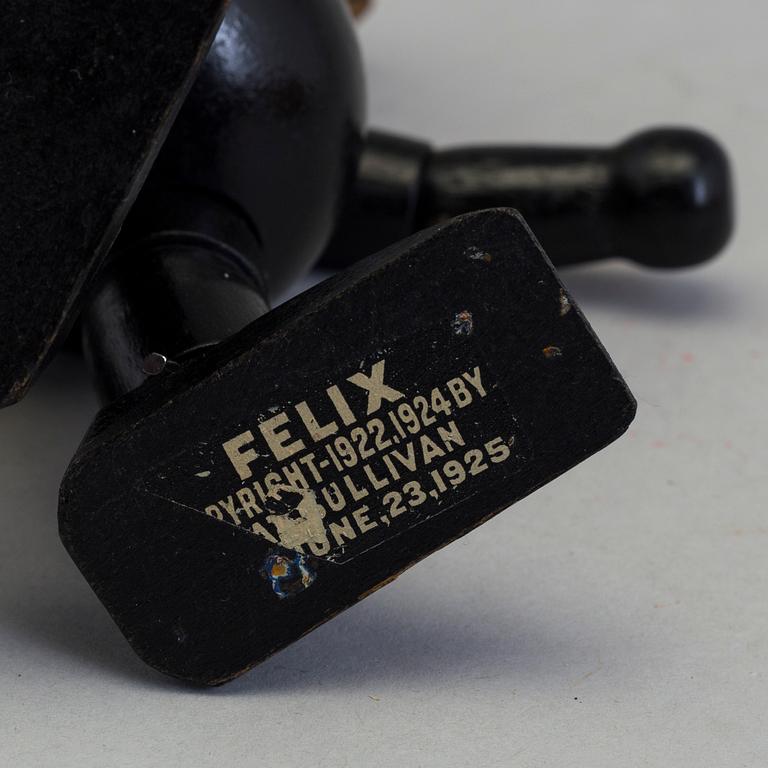 FELIX
PYRIGHT-1922,1924 BY
SULLIVAN
JUNE,23,1925